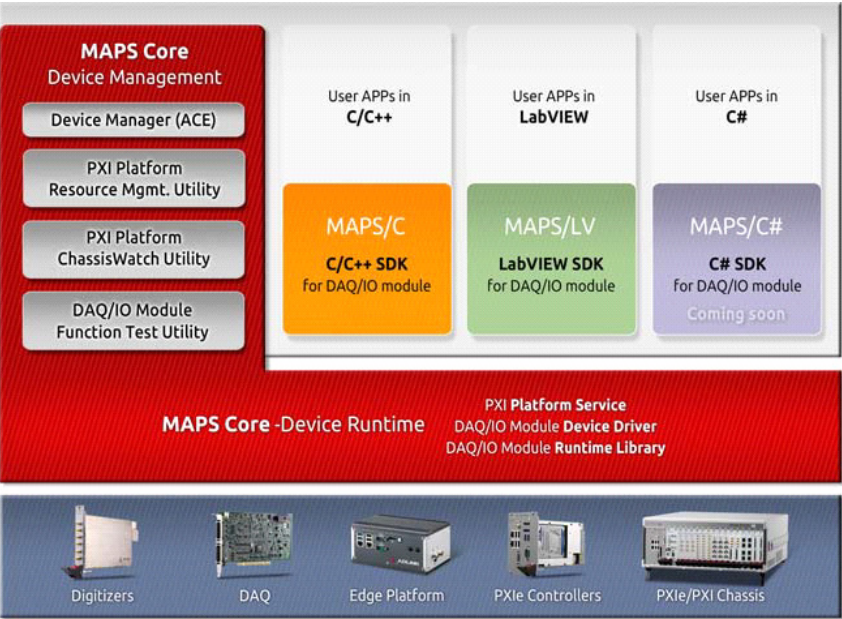 MAPS Core
Device Management
Device Manager (ACE)
PXI Platform
Resource Mgmt. Utility
PXI Platform
ChassisWatch Utility
DAQ/IO Module
Function Test Utility
User APPs in
C/C++
MAPS/C
C/C++ SDK
for DAQ/IO module
User APPs in
LabVIEW
MAPS/LV
LabVIEW SDK
for DAQ/IO module
User APPs in
C#
MAPS/C#
C# SDK
for DAQ/IO module
Coming soon
MAPS Core -Device Runtime
PXI Platform Service
DAQ/IO Module Device Driver
DAQ/IO Module Runtime Library
ADLINK
Digitizers
DAQ
Edge Platform
PXIe Controllers
PXIe/PXI Chassis